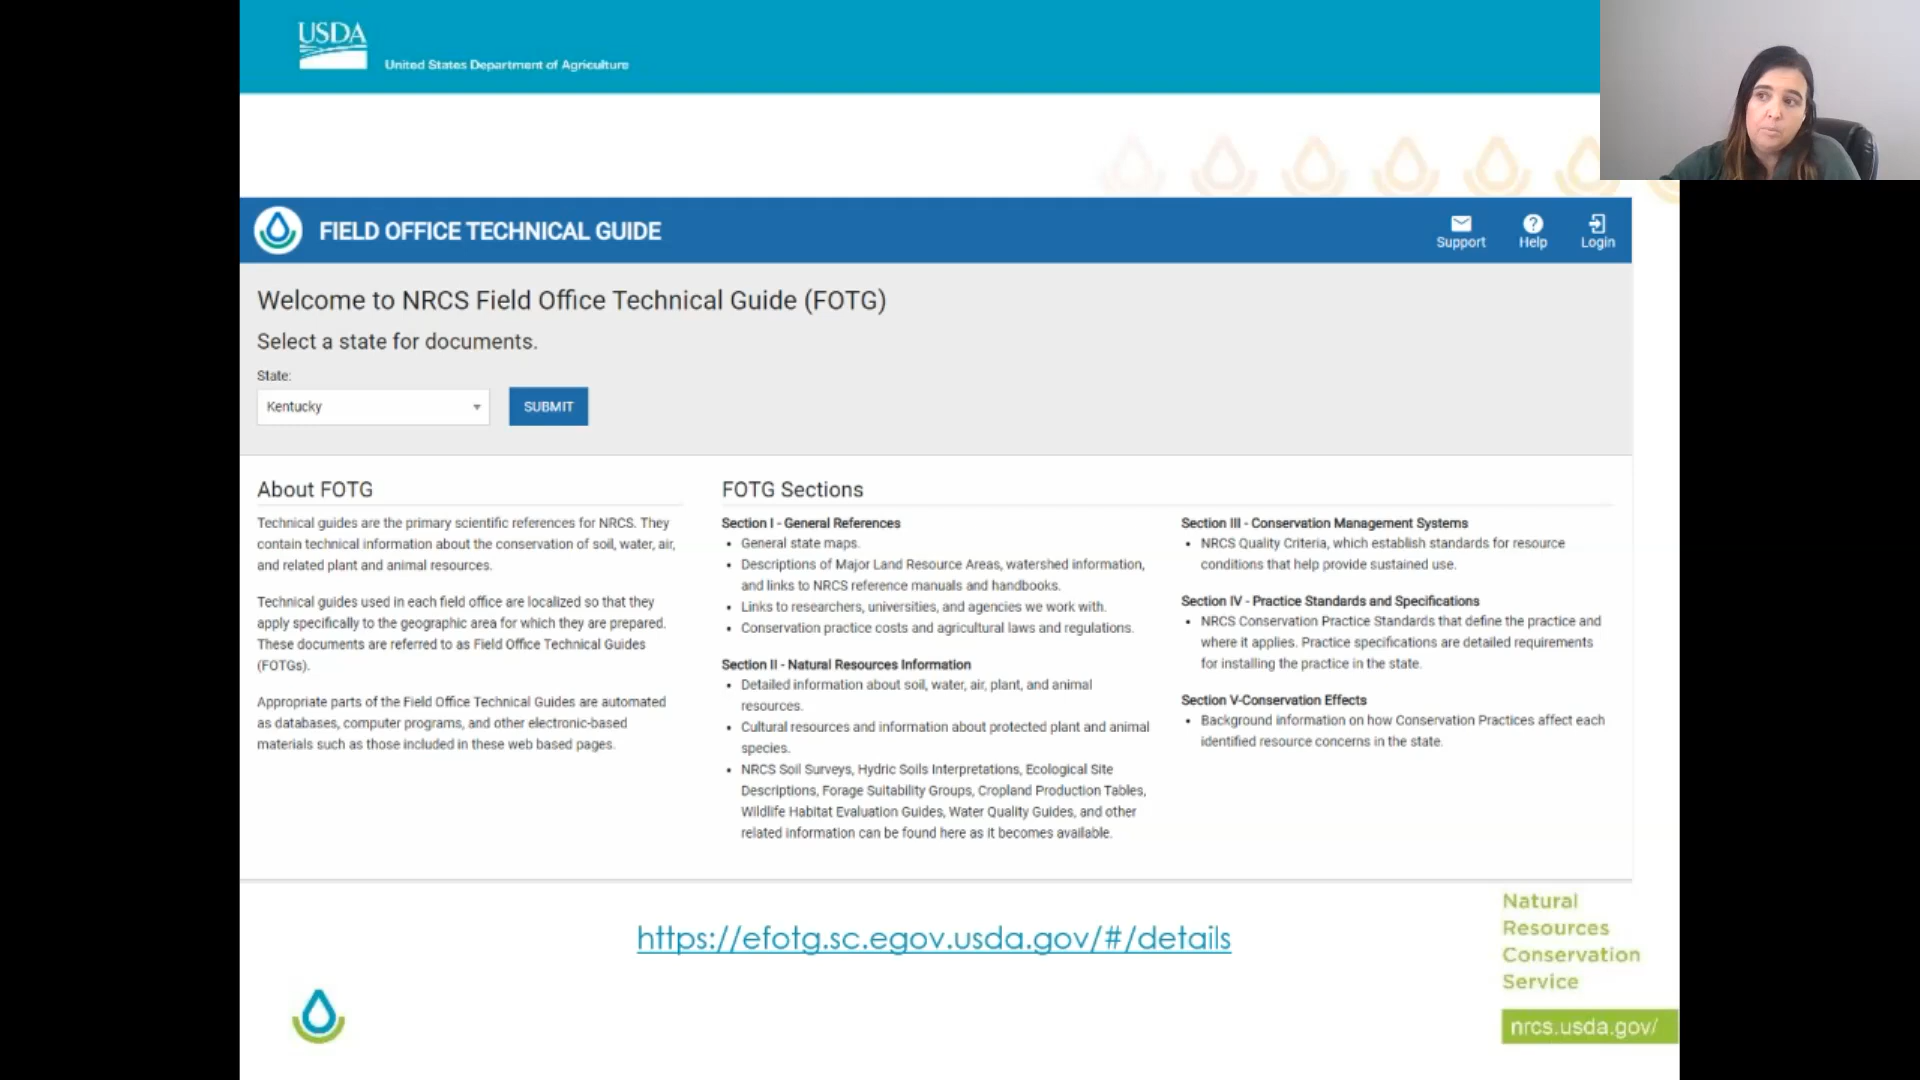 USDA
United States Department of Agriculture
FIELD OFFICE TECHNICAL GUIDE
Support
Help
Login
Welcome to NRCS Field Office Technical Guide (FOTG)
Select a state for documents.
State:
Kentucky
SUBMIT
About FOTG
Technical guides are the primary scientific references for NRCS. They
contain technical information about the conservation of soil, water, air,
and related plant and animal resources.
Technical guides used in each field office are localized so that they
apply specifically to the geographic area for which they are prepared.
These documents are referred to as Field Office Technical Guides
(FOTGs).
Appropriate parts of the Field Office Technical Guides are automated
as databases, computer programs, and other electronic-based
materials such as those included in these web based pages.
FOTG Sections
Section I - General References
• General state maps.
• Descriptions of Major Land Resource Areas, watershed information,
and links to NRCS reference manuals and handbooks.
• Links to researchers, universities, and agencies we work with.
• Conservation practice costs and agricultural laws and regulations.
Section II - Natural Resources Information
• Detailed information about soil, water, air, plant, and animal
resources.
• Cultural resources and information about protected plant and animal
species.
• NRCS Soil Surveys, Hydric Soils Interpretations, Ecological Site
Descriptions, Forage Suitability Groups, Cropland Production Tables,
Wildlife Habitat Evaluation Guides, Water Quality Guides, and other
related information can be found here as it becomes available.
Section III - Conservation Management Systems
• NRCS Quality Criteria, which establish standards for resource
conditions that help provide sustained use.
Section IV - Practice Standards and Specifications
• NRCS Conservation Practice Standards that define the practice and
where it applies. Practice specifications are detailed requirements
for installing the practice in the state.
Section V-Conservation Effects
• Background information on how Conservation Practices affect each
identified resource concerns in the state.
https://efotg.sc.egov.usda.gov/#/details
Natural
Resources
Conservation
Service
nrcs.usda.gov/